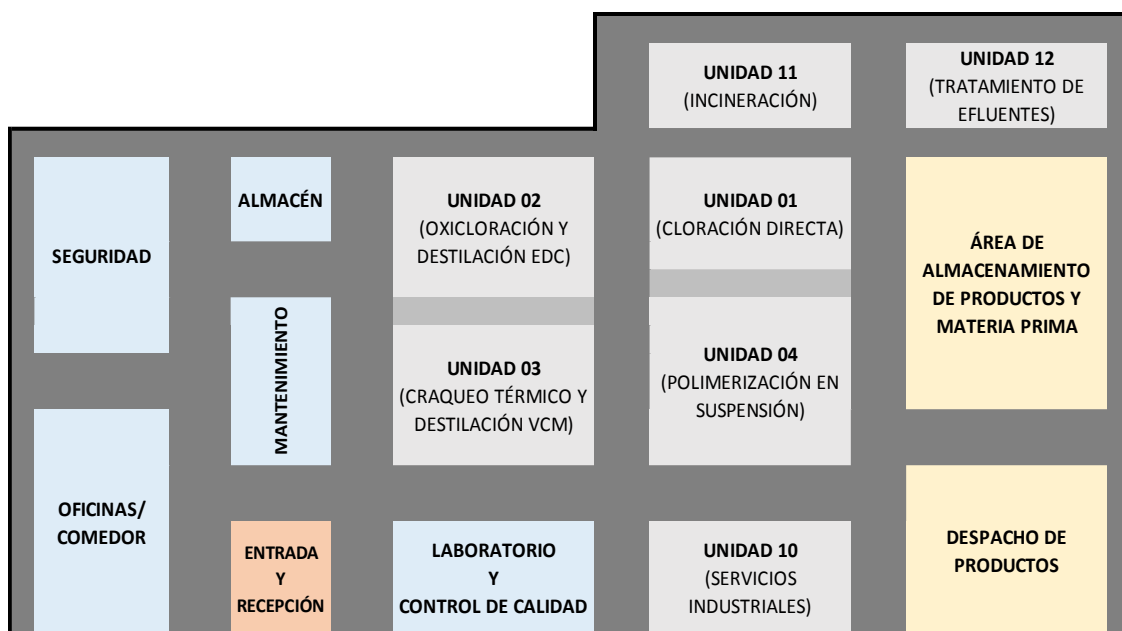 UNIDAD 11
(INCINERACIÓN)
UNIDAD 12
(TRATAMIENTO DE
EFLUENTES)
SEGURIDAD
ALMACÉN
UNIDAD 02
(OXICLORACIÓN Y
DESTILACIÓN EDC)
UNIDAD 01
(CLORACIÓN DIRECTA)
ÁREA DE
ALMACENAMIENTO
DE PRODUCTOS Y
MATERIA PRIMA
MANTENIMIENTO
UNIDAD 03
(CRAQUEO TÉRMICO Y
DESTILACIÓN VCM)
UNIDAD 04
(POLIMERIZACIÓN EN
SUSPENSIÓN)
OFICINAS/
COMEDOR
ENTRADA
Y
RECEPCIÓN
LABORATORIO
Y
CONTROL DE CALIDAD
UNIDAD 10
(SERVICIOS
INDUSTRIALES)
DESPACHO DE
PRODUCTOS